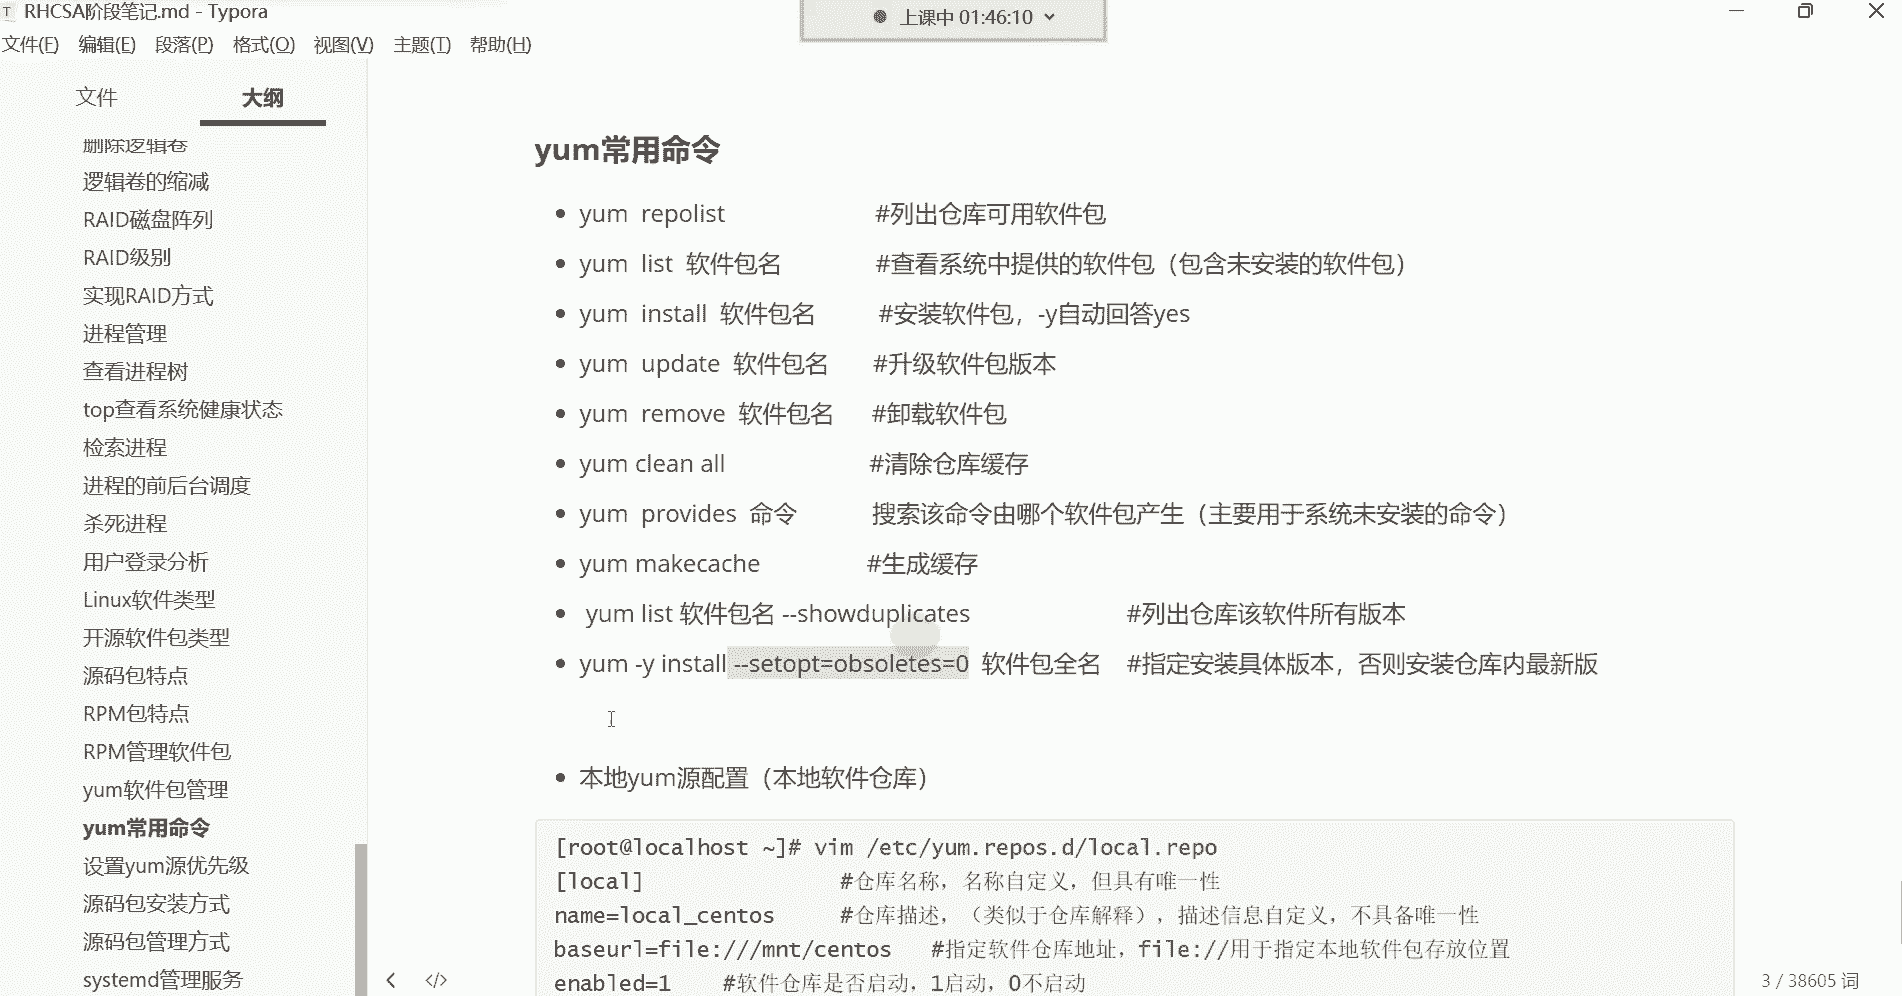 RHCSA阶段笔记.md - Typora
上课中 01:46:10
文件(F) 编辑(E) 段落(P) 格式(O) 视图(V) 主题(T) 帮助(H)
文件 大纲
删除逻辑卷
逻辑卷的缩减
RAID磁盘阵列
RAID级别
实现RAID方式
进程管理
查看进程树
top查看系统健康状态
检索进程
进程的前后台调度
杀死进程
用户登录分析
Linux软件类型
开源软件包类型
源码包特点
RPM包特点
RPM管理软件包
yum软件包管理
yum常用命令
设置yum源优先级
源码包安装方式
源码包管理方式
systemd管理服务
yum常用命令
yum repolist #列出仓库可用软件包
yum list 软件包名 #查看系统中提供的软件包（包含未安装的软件包）
yum install 软件包名 #安装软件包，-y自动回答yes
yum update 软件包名 #升级软件包版本
yum remove 软件包名 #卸载软件包
yum clean all #清除仓库缓存
yum provides 命令 搜索该命令由哪个软件包产生（主要用于系统未安装的命令）
yum makecache #生成缓存
yum list 软件包名 --showduplicates #列出仓库该软件所有版本
yum -y install --setopt=obsoletes=0 软件包全名 #指定安装具体版本，否则安装仓库内最新版
本地yum源配置（本地软件仓库）
[root@localhost ~]# vim /etc/yum.repos.d/local.repo
[local] #仓库名称，名称自定义，但具有唯一性
name=local_centos #仓库描述，（类似于仓库解释），描述信息自定义，不具备唯一性
baseurl=file:///mnt/centos #指定软件仓库地址，file://用于指定本地软件包存放位置
enabled=1 #软件仓库是否启动，1启动，0不启动
3 / 38605 词